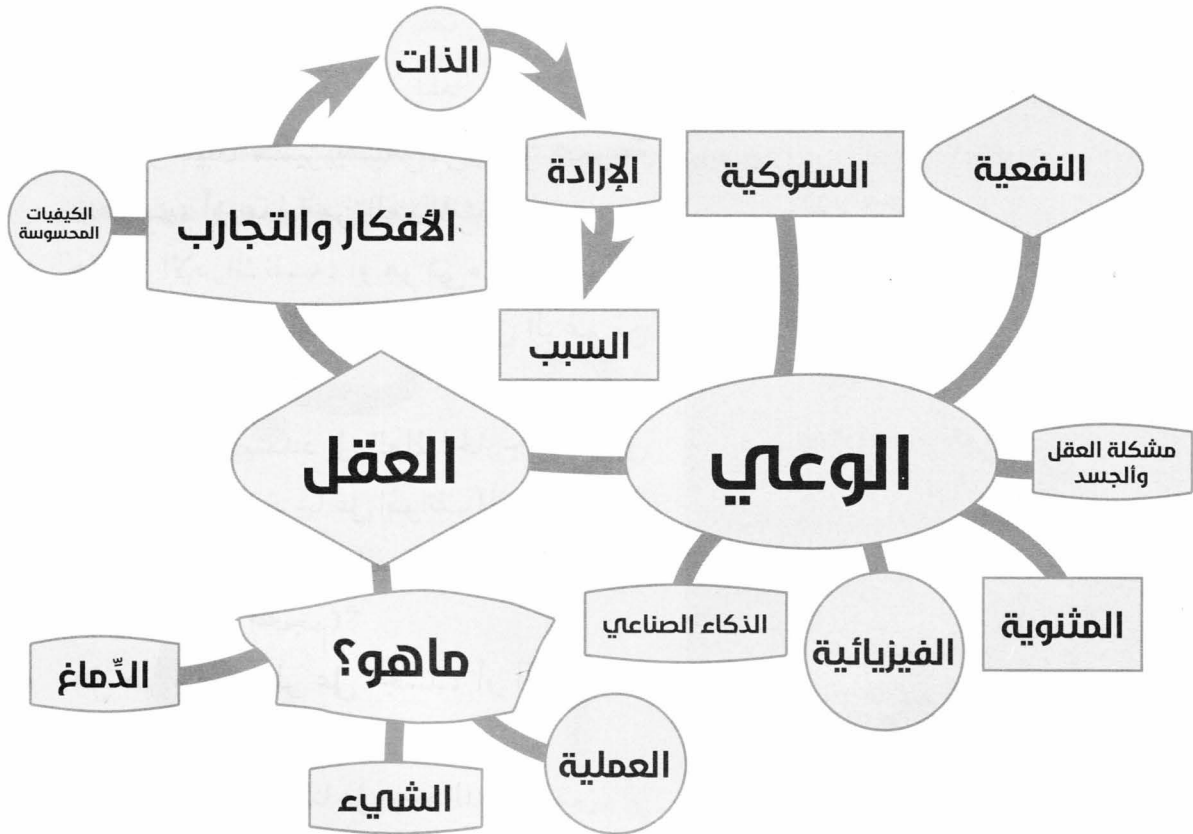 الذات
الإرادة
السلوكية
النفعية
الكيفيات
المحسوسة
الأفكار والتجارب
السبب
العقل
الوعي
مشكلة العقل
وألجسد
الذكاء الصناعي
الفيزيائية
المثنوية
ماهو؟
الدِّماغ
الشيء
العملية